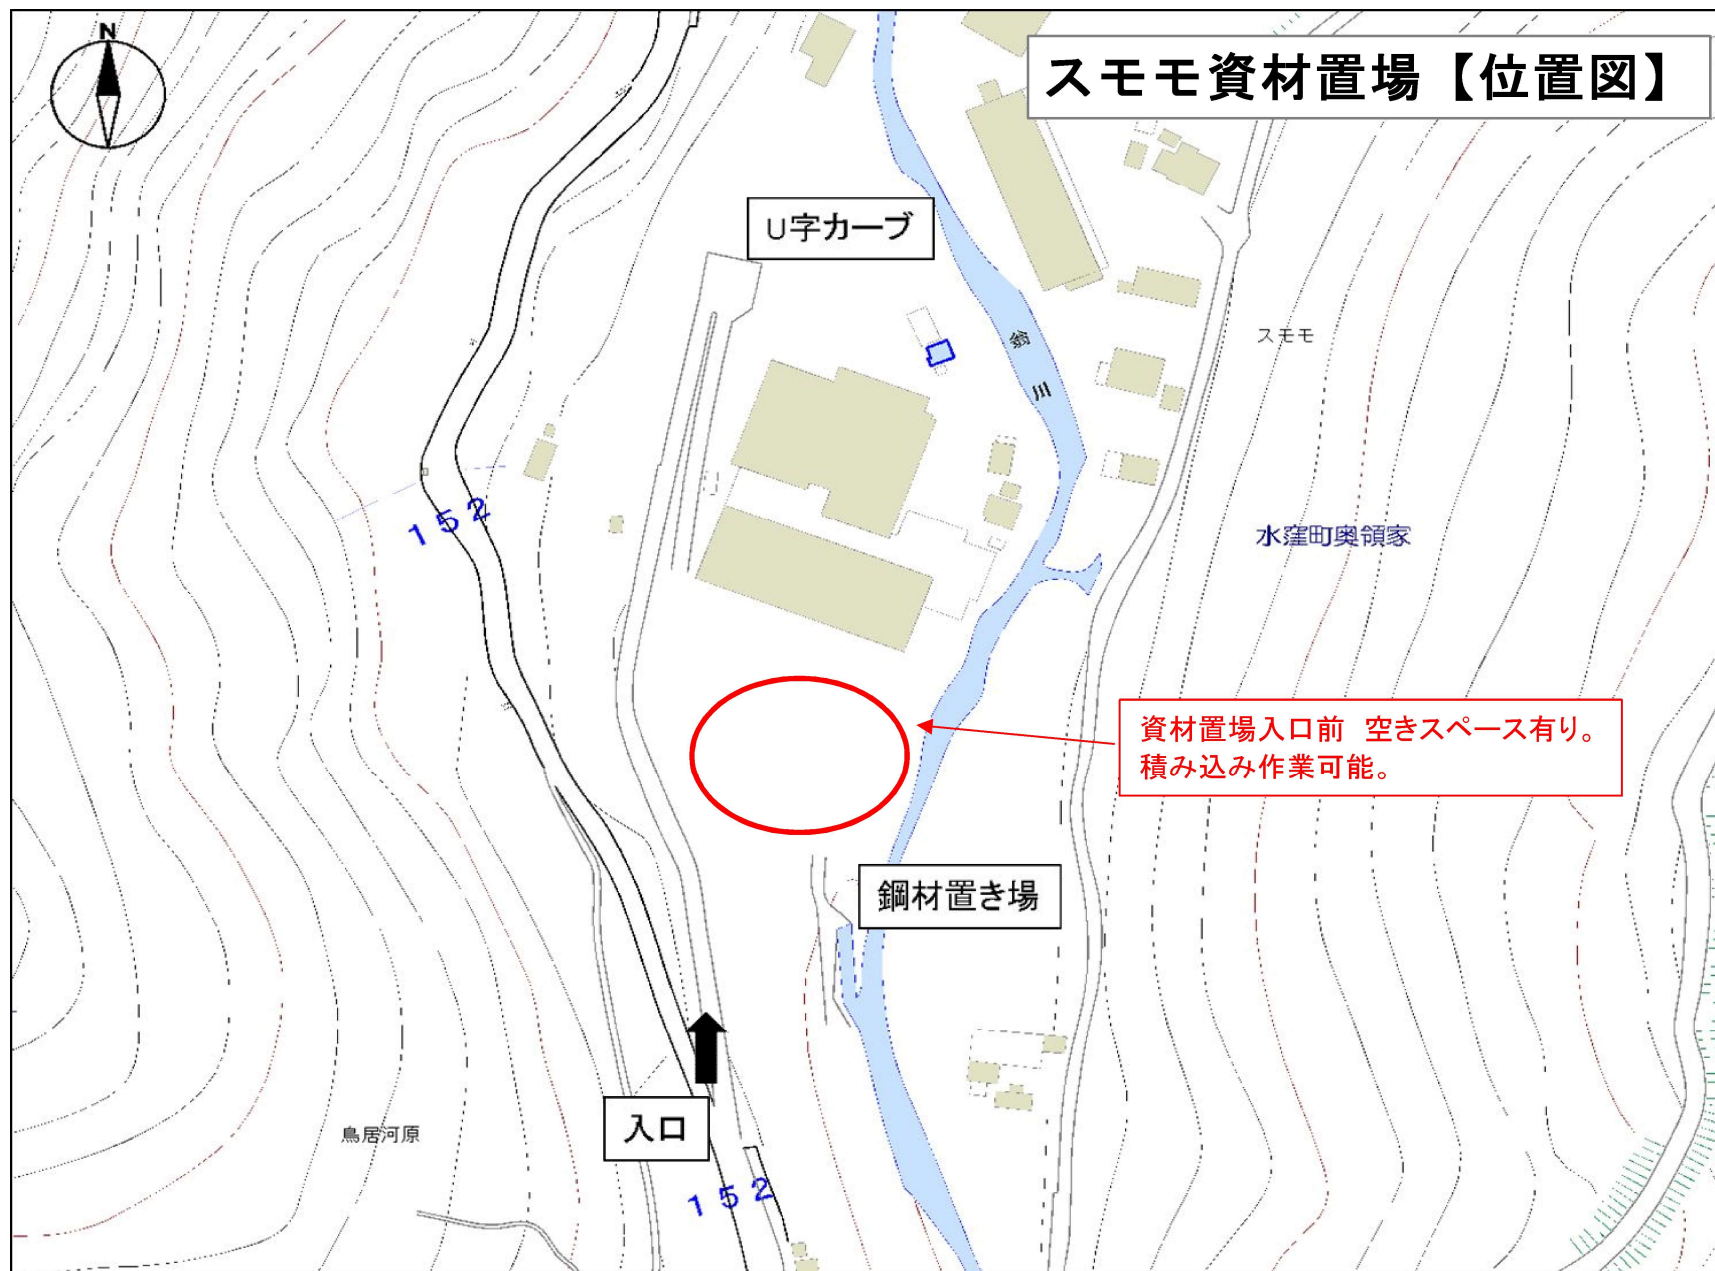 N
スモモ資材置場【位置図】
U字カーブ
翁川
スモモ
152
水窪町奥領家
資材置場入口前 空きスペース有り。
積み込み作業可能。
鋼材置き場
入口
鳥居河原
152